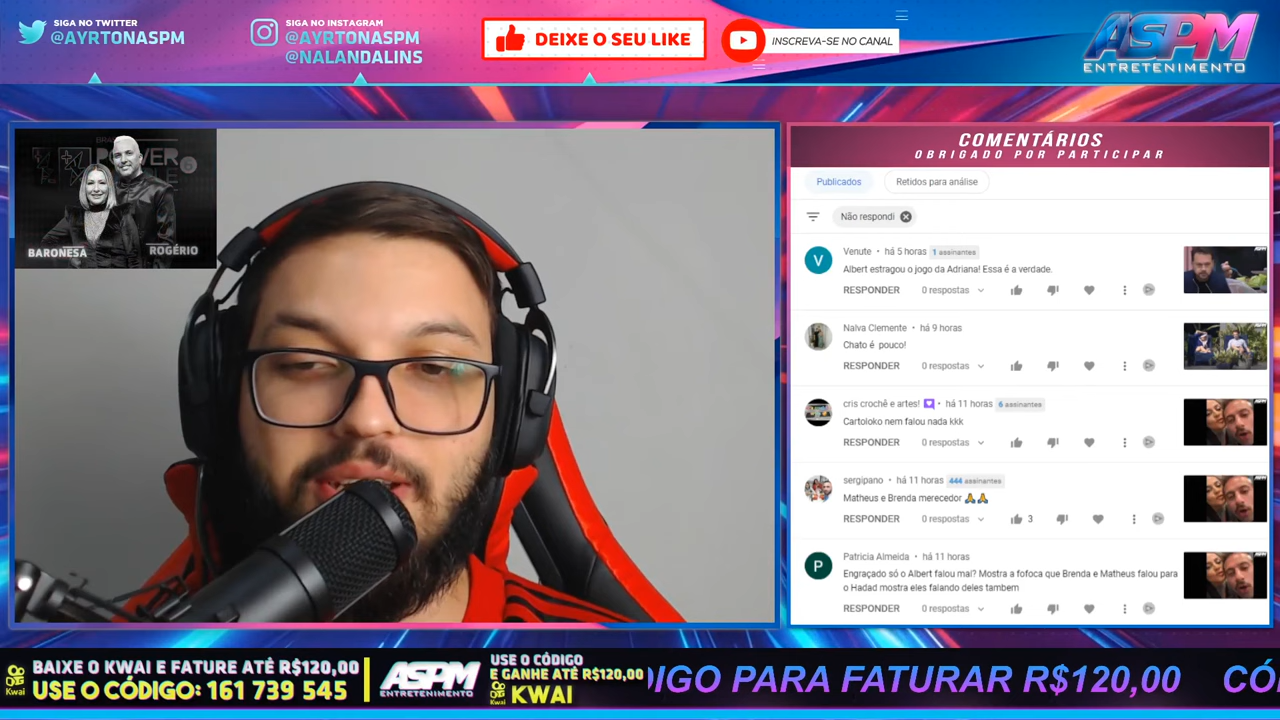 SIGA NO TWITTER
@AYRTONASPM
SIGA NO INSTAGRAM
@AYRTONASPM
@NALANDALINS
DEIXE O SEU LIKE
INSCREVA-SE NO CANAL
ASPM
ENTRETENIMENTO
POWER
6
BARONESA
ROGÉRIO
COMENTÁRIOS
OBRIGADO POR PARTICIPAR
Publicados
Retidos para análise
Não respondi
V
Venute • há 5 horas 1 assinantes
Albert estragou o jogo da Adriana! Essa é a verdade.
RESPONDER 0 respostas
Nalva Clemente • há 9 horas
Chato é pouco!
RESPONDER 0 respostas
cris crochê e artes! 💟 • há 11 horas 6 assinantes
Cartoloko nem falou nada kkk
RESPONDER 0 respostas
sergipano • há 11 horas 444 assinantes
Matheus e Brenda merecedor 🙏🙏
RESPONDER 0 respostas 3
P
Patricia Almeida • há 11 horas
Engraçado só o Albert falou mal? Mostra a fofoca que Brenda e Matheus falou para
o Hadad mostra eles falando deles tambem
RESPONDER 0 respostas
Kwai
BAIXE O KWAI E FATURE ATÉ R$120,00
USE O CÓDIGO: 161 739 545
ASPM
ENTRETENIMENTO
USE O CÓDIGO
E GANHE ATÉ R$120,00
Kwai
KWAI
DIGO PARA FATURAR R$120,00 CÓ